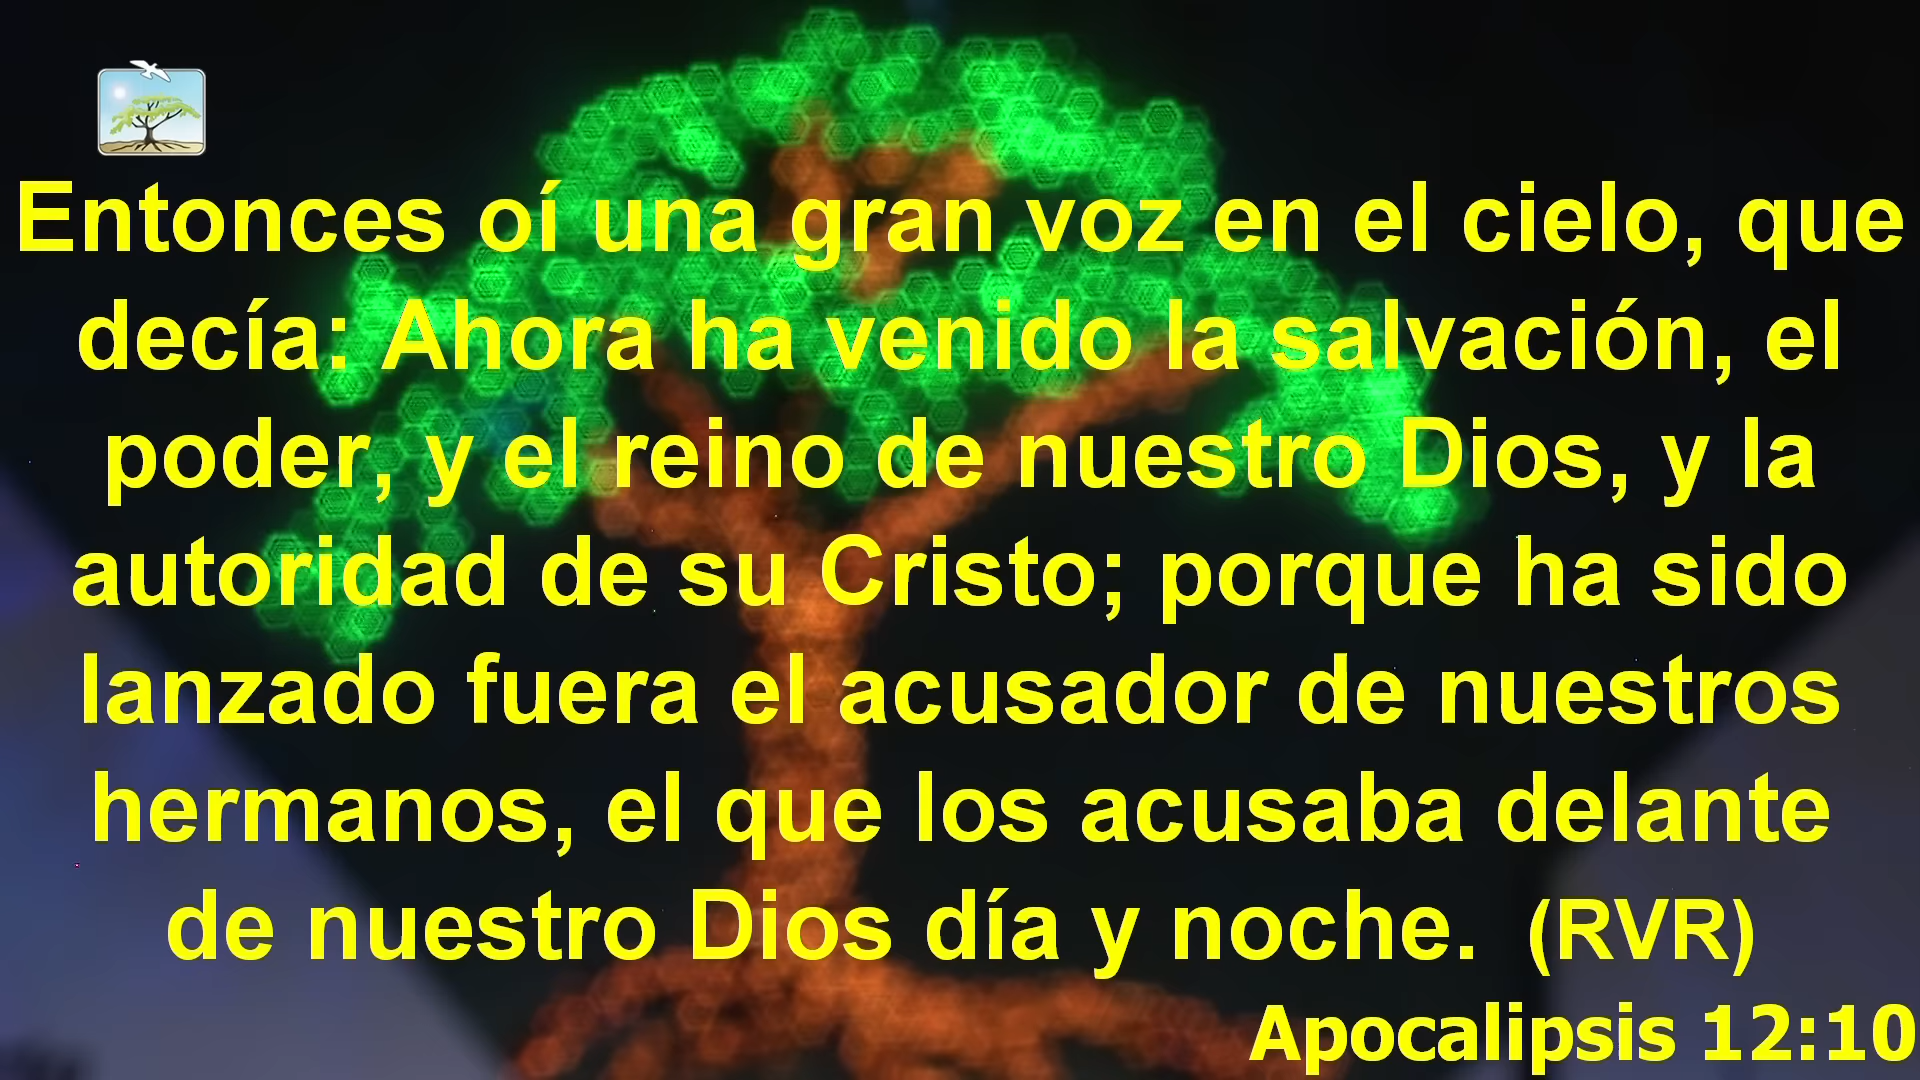 Entonces oí una gran voz en el cielo, que
decía: Ahora ha venido la salvación, el
poder, y el reino de nuestro Dios, y la
autoridad de su Cristo; porque ha sido
lanzado fuera el acusador de nuestros
hermanos, el que los acusaba delante
de nuestro Dios día y noche.  (RVR)
Apocalipsis 12:10